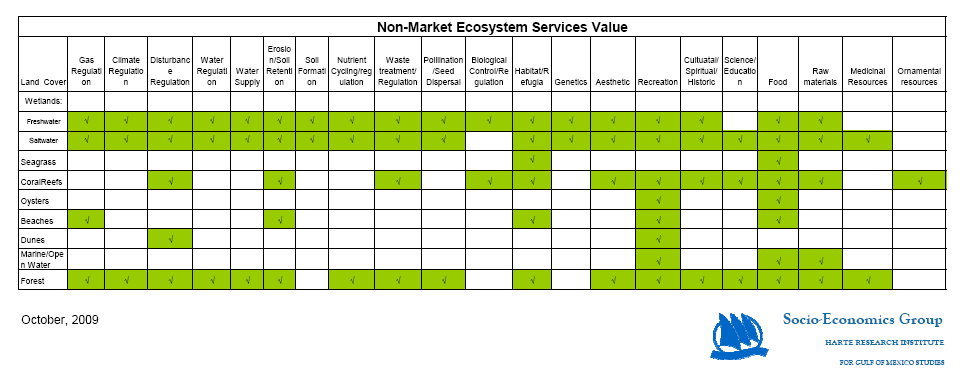 Non-Market Ecosystem Services Value
Land Cover
Gas
Regulati
on
Climate
Regulatio
n
Disturbanc
e
Regulation
Water
Regulati
on
Water
Supply
Erosio
n/Soil
Retenti
on
Soil
Formati
on
Nutrient
Cycling/reg
ulation
Waste
treatment/
Regulation
Pollination
/Seed
Dispersal
Biological
Control/Re
gulation
Habitat/R
efugia
Genetics
Aesthetic
Recreation
Cultuatal/
Spiritual/
Historic
Science/
Educatio
n
Food
Raw
materials
Medicinal
Resources
Ornamental
resources
Wetlands:
Freshwater √ √ √ √ √ √ √ √ √ √ √ √ √ √ √ √ √ √
Saltwater √ √ √ √ √ √ √ √ √ √ √ √ √ √ √ √ √ √ √
Seagrass √ √
CoralReefs √ √ √ √ √ √ √ √ √ √ √ √
Oysters √ √
Beaches √ √ √ √ √
Dunes √ √
Marine/Ope
n Water √ √ √
Forest √ √ √ √ √ √ √ √ √ √ √ √ √ √ √ √ √
October, 2009
Socio-Economics Group
HARTE RESEARCH INSTITUTE
FOR GULF OF MEXICO STUDIES